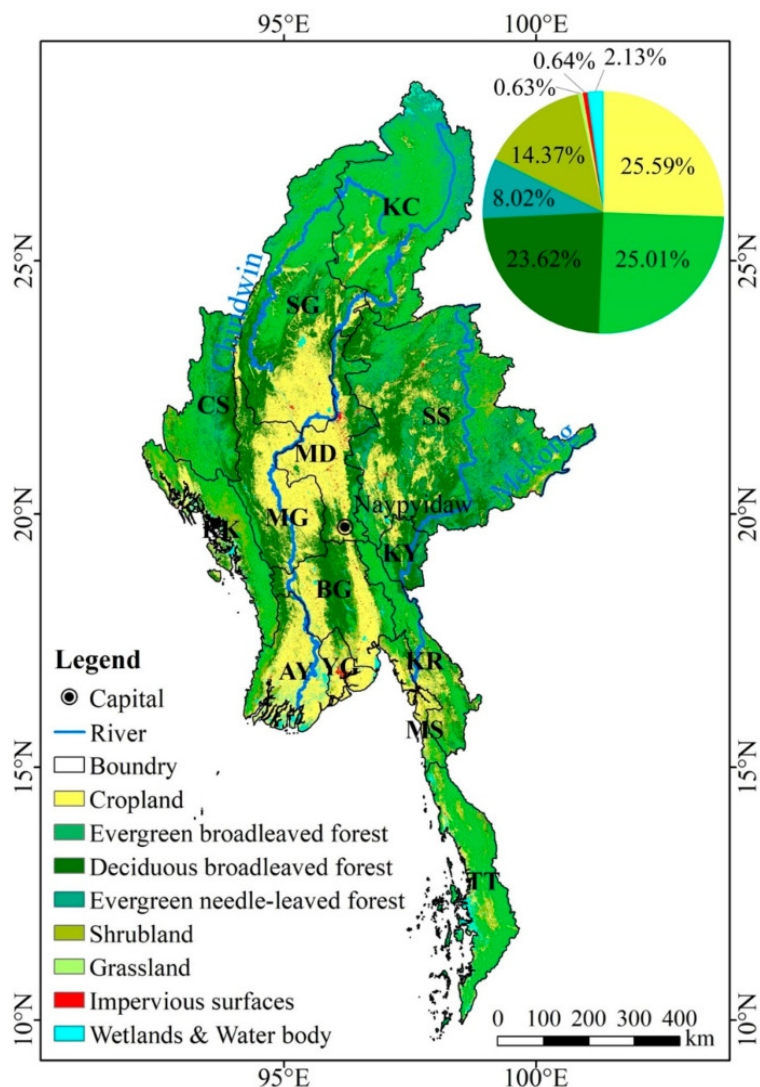 95°E 100°E
0.64% 2.13%
0.63%
14.37% 25.59%
8.02%
23.62% 25.01%
KC
25°N 25°N
Chindwin
SG
CS
SS
MD
Mekong
20°N 20°N
Naypyidaw
MG
RK
KY
BG
Legend
AY YG KR
Capital
River
MS
Boundry
15°N 15°N
Cropland
Evergreen broadleaved forest
Deciduous broadleaved forest
TT
Evergreen needle-leaved forest
Shrubland
Grassland
Impervious surfaces
Wetlands & Water body
10°N 10°N
0 100 200 300 400
km
95°E 100°E